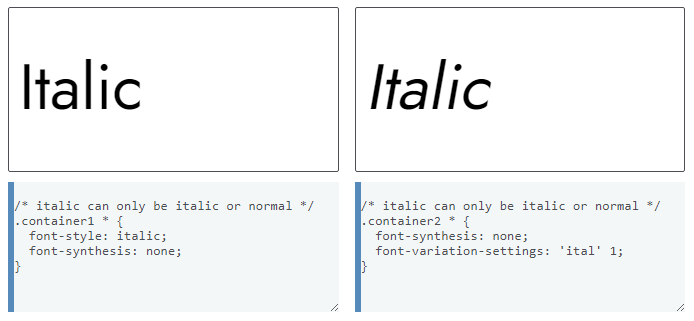 Italic
/* italic can only be italic or normal */
.container1 * {
  font-style: italic;
  font-synthesis: none;
}
Italic
/* italic can only be italic or normal */
.container2 * {
  font-synthesis: none;
  font-variation-settings: 'ital' 1;
}